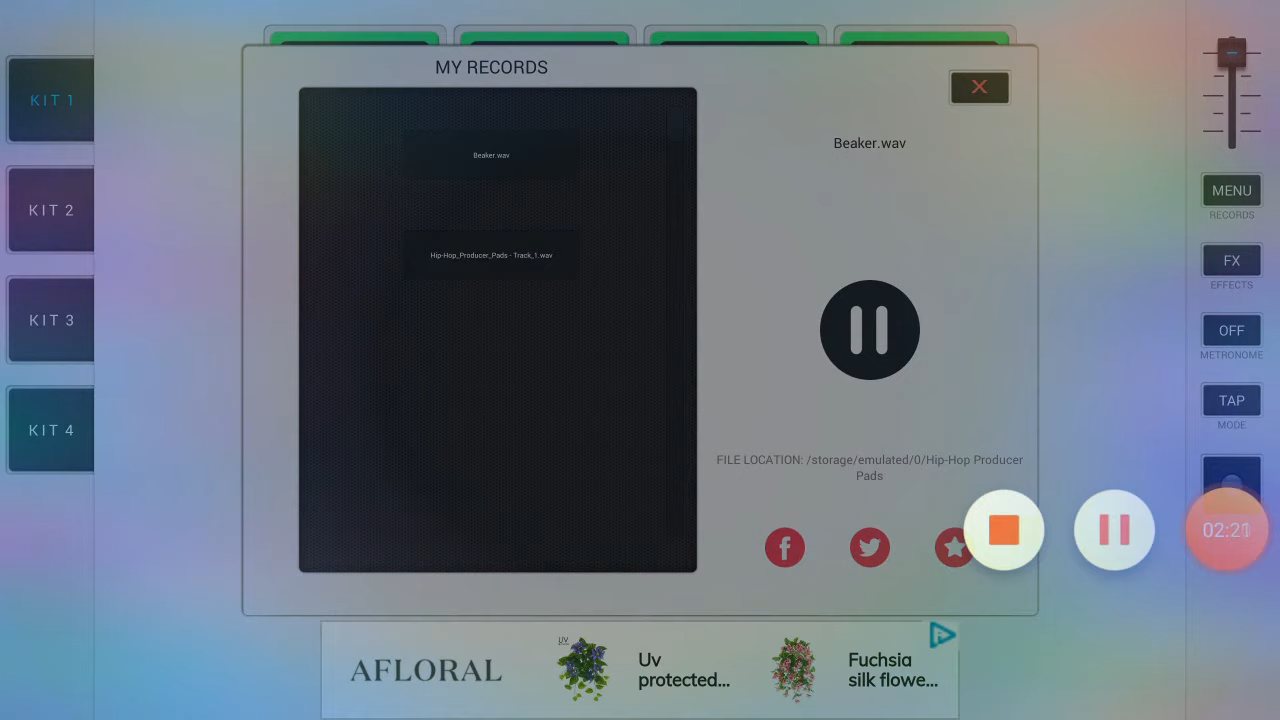 MY RECORDS
KIT 1
KIT 2
KIT 3
KIT 4
Beaker.wav
Hip-Hop_Producer_Pads - Track_1.wav
Beaker.wav
FILE LOCATION: /storage/emulated/0/Hip-Hop Producer
Pads
MENU
RECORDS
FX
EFFECTS
OFF
METRONOME
TAP
MODE
02:21
AFLORAL
UV
Uv
protected...
Fuchsia
silk flowe...